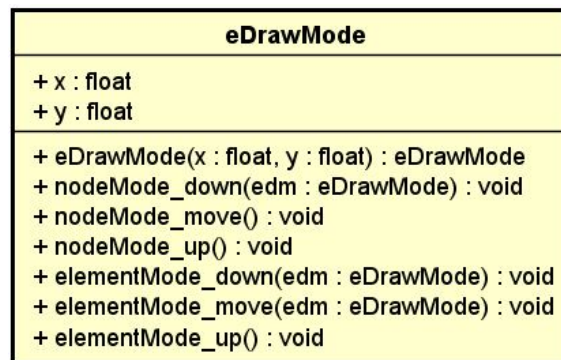 eDrawMode
+ x : float
+ y : float
+ eDrawMode(x : float, y : float) : eDrawMode
+ nodeMode_down(edm : eDrawMode) : void
+ nodeMode_move() : void
+ nodeMode_up() : void
+ elementMode_down(edm : eDrawMode) : void
+ elementMode_move(edm : eDrawMode) : void
+ elementMode_up() : void